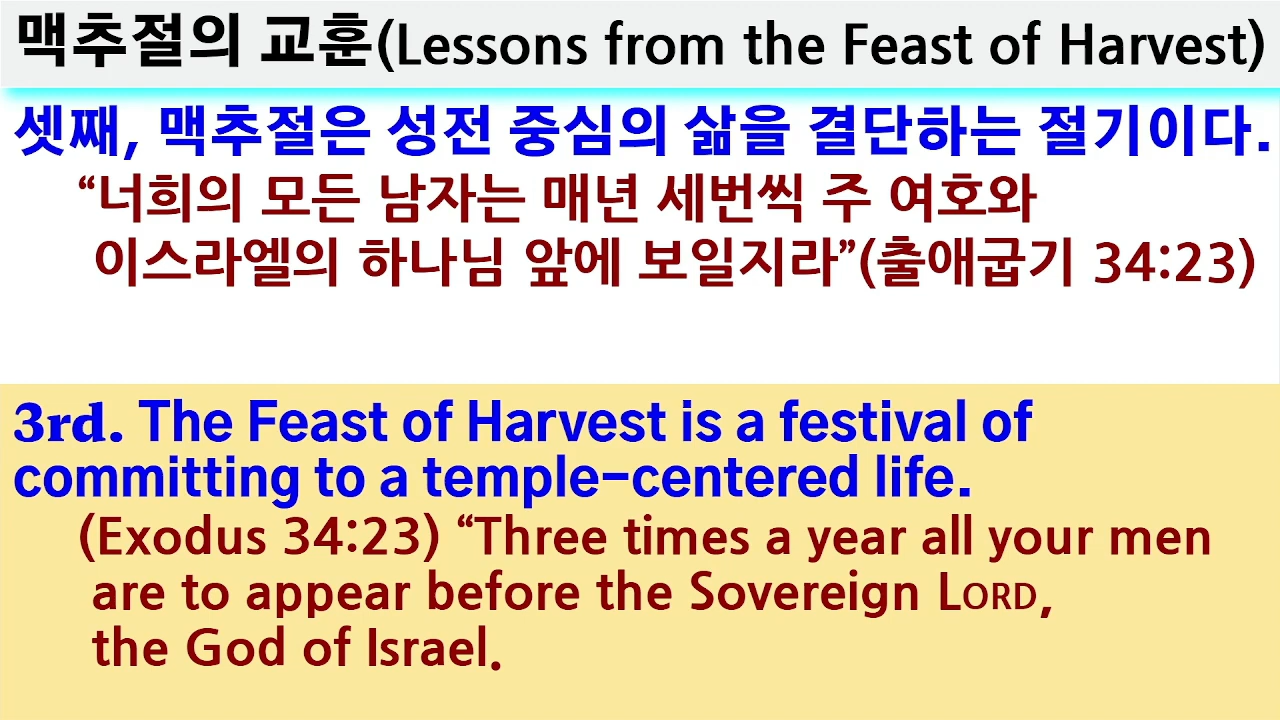 맥추절의 교훈(Lessons from the Feast of Harvest)
셋째, 맥추절은 성전 중심의 삶을 결단하는 절기이다.
“너희의 모든 남자는 매년 세번씩 주 여호와
이스라엘의 하나님 앞에 보일지라”(출애굽기 34:23)
3rd. The Feast of Harvest is a festival of
committing to a temple-centered life.
(Exodus 34:23) “Three times a year all your men
are to appear before the Sovereign LORD,
the God of Israel.